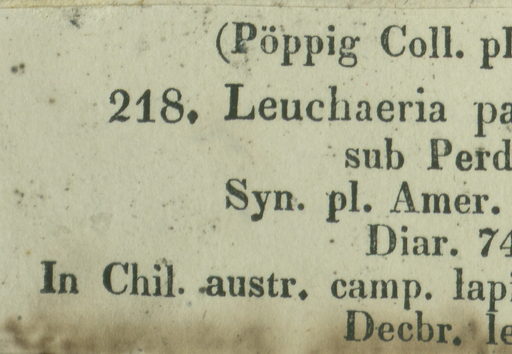 (Pöppig Coll. pl
218. Leuchaeria pa
sub Perd
Syn. pl. Amer.
Diar. 74
In Chil. austr. camp. lapi
Decbr. le